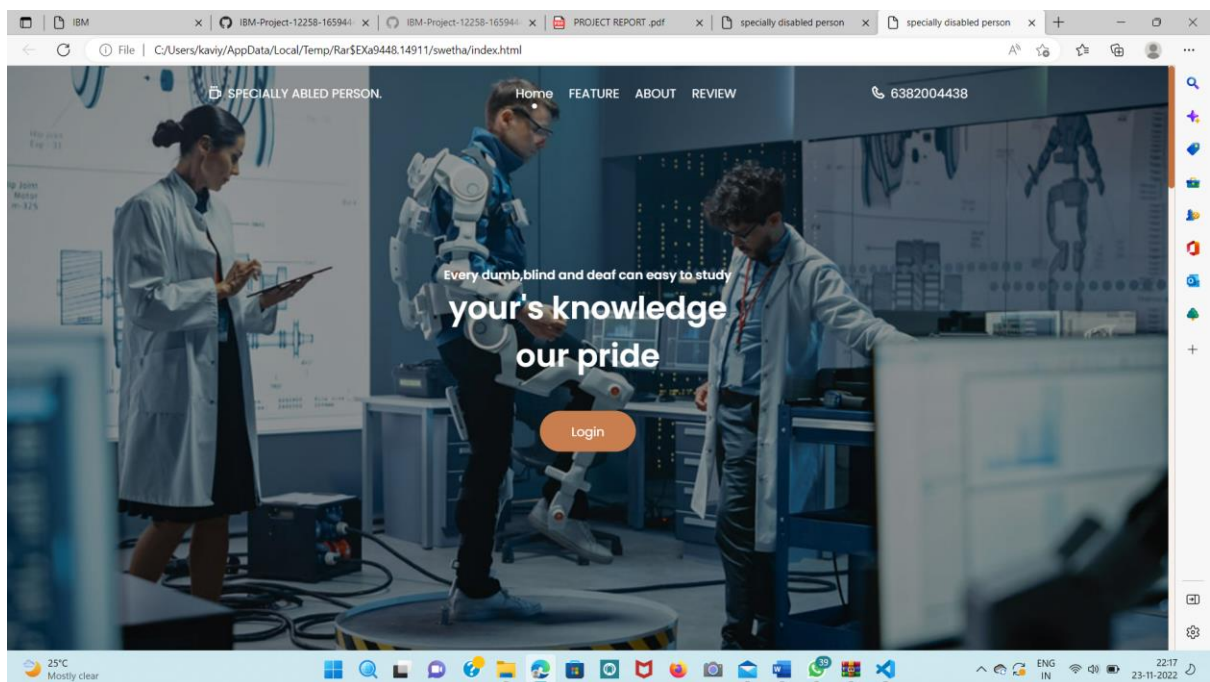 IBM
IBM-Project-12258-165944
IBM-Project-12258-165944
PROJECT REPORT .pdf
specially disabled person
specially disabled person
File | C:/Users/kaviy/AppData/Local/Temp/Rar$EXa9448.14911/swetha/index.html
SPECIALLY ABLED PERSON.
Home FEATURE ABOUT REVIEW
6382004438
Every dumb,blind and deaf can easy to study
your's knowledge
our pride
Login
25°C
Mostly clear
39
ENG
IN
22:17
23-11-2022